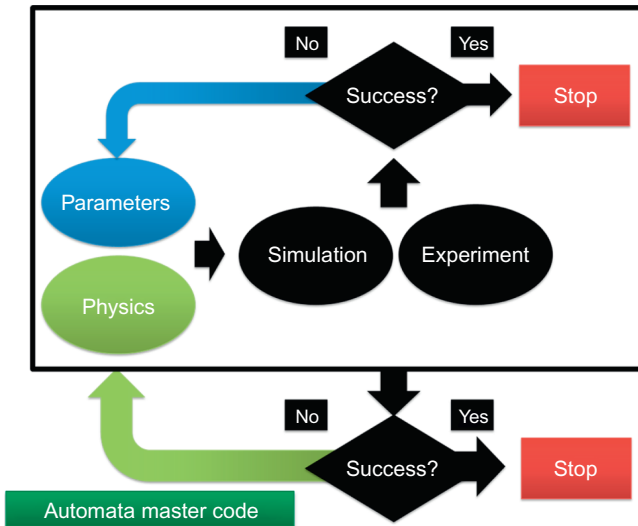 No
Yes
Success?
Stop
Parameters
Simulation
Experiment
Physics
No
Yes
Success?
Stop
Automata master code